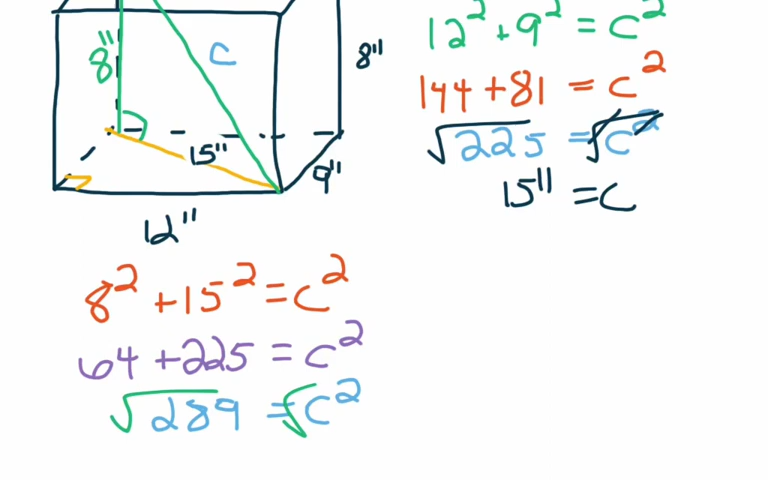 8"
c
8"
15"
9"
12"
12² + 9² = c²
144 + 81 = c²
√225 = √c²
15" = c
8² + 15² = c²
64 + 225 = c²
√289 = √c²